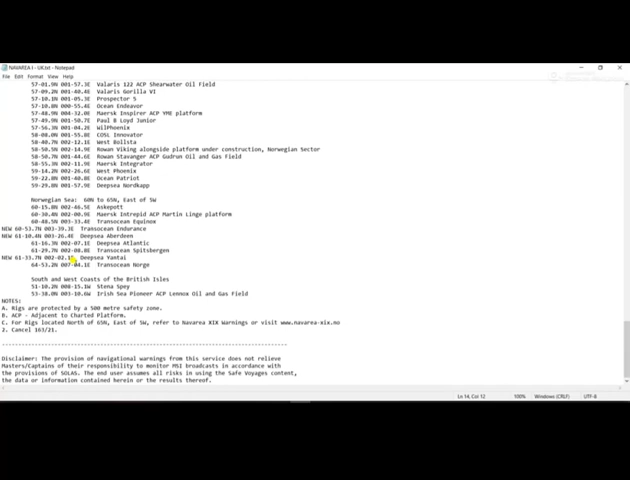 NAVAREA I - UK.txt - Notepad
File Edit Format View Help
57-01.9N 001-57.3E Valaris 122 ACP Shearwater Oil Field
57-09.2N 001-40.4E Valaris Gorilla VI
57-10.1N 001-05.3E Prospector 5
57-10.8N 000-55.4E Ocean Endeavor
57-48.9N 004-32.0E Maersk Inspirer ACP YME platform
57-49.9N 001-50.7E Paul B Loyd Junior
57-56.3N 001-04.2E WilPhoenix
58-00.0N 001-55.8E COSL Innovator
58-40.7N 002-12.1E West Bollsta
58-50.5N 002-14.9E Rowan Viking alongside platform under construction, Norwegian Sector
58-50.7N 001-44.6E Rowan Stavanger ACP Gudrun Oil and Gas Field
58-55.3N 002-11.9E Maersk Integrator
59-14.2N 002-26.6E West Phoenix
59-21.9N 001-40.8E Ocean Patriot
59-29.8N 001-57.9E Deepsea Nordkapp
Norwegian Sea: 60N to 65N, East of 5W
60-15.8N 002-46.5E Askepott
60-30.4N 002-00.9E Maersk Intrepid ACP Martin Linge platform
60-48.5N 003-33.4E Transocean Equinox
NEW 60-53.7N 003-39.3E Transocean Endurance
NEW 61-10.4N 003-26.4E Deepsea Aberdeen
61-16.3N 002-07.1E Deepsea Atlantic
61-29.7N 002-08.8E Transocean Spitsbergen
NEW 61-33.7N 002-02.1E Deepsea Yantai
64-53.2N 007-04.1E Transocean Norge
South and West Coasts of the British Isles
51-10.2N 008-15.1W Stena Spey
53-38.0N 003-10.6W Irish Sea Pioneer ACP Lennox Oil and Gas Field
NOTES:
A. Rigs are protected by a 500 metre safety zone.
B. ACP - Adjacent to Charted Platform.
C. For Rigs located North of 65N, East of 5W, refer to Navarea XIX Warnings or visit www.navarea-xix.no
2. Cancel 163/21.
Disclaimer: The provision of navigational warnings from this service does not relieve
Masters/Captains of their responsibility to monitor MSI broadcasts in accordance with
the provisions of SOLAS. The end user assumes all risks in using the Safe Voyages content,
the data or information contained herein or the results thereof.
Ln 14, Col 12 100% Windows (CRLF) UTF-8